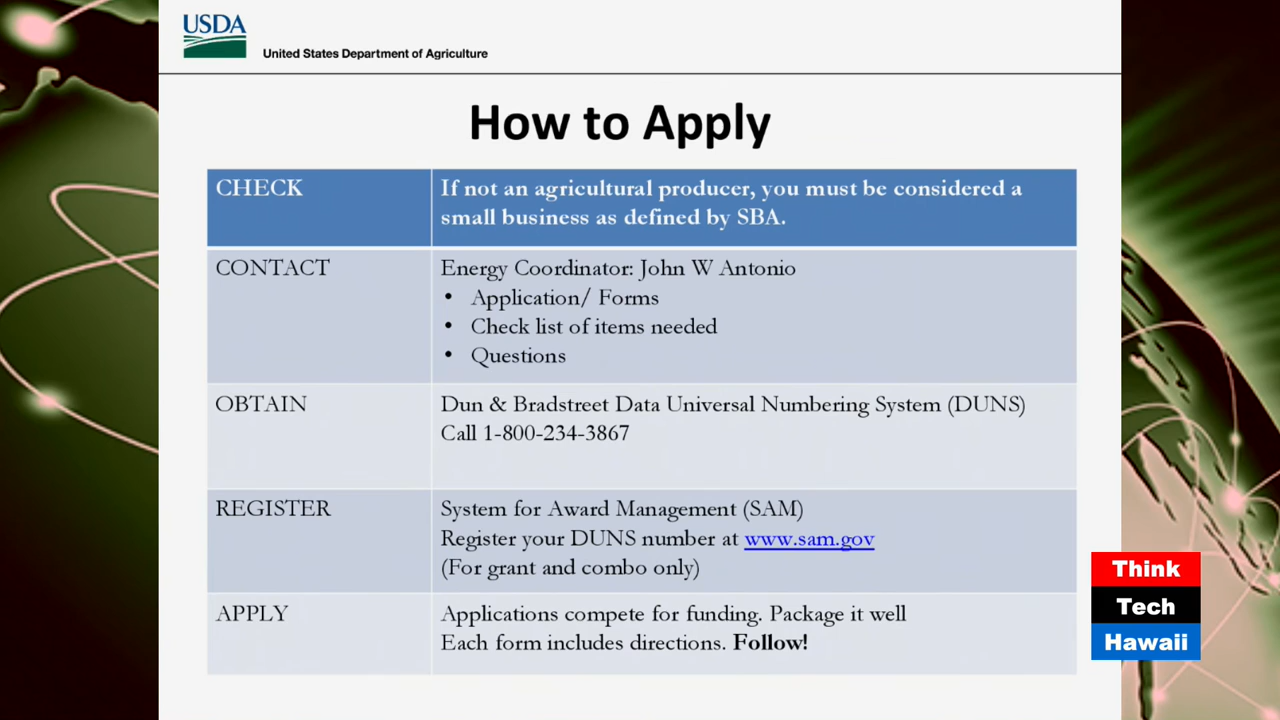 USDA
United States Department of Agriculture
How to Apply
CHECK
If not an agricultural producer, you must be considered a
small business as defined by SBA.
CONTACT
Energy Coordinator: John W Antonio
• Application/ Forms
• Check list of items needed
• Questions
OBTAIN
Dun & Bradstreet Data Universal Numbering System (DUNS)
Call 1-800-234-3867
REGISTER
System for Award Management (SAM)
Register your DUNS number at www.sam.gov
(For grant and combo only)
APPLY
Applications compete for funding. Package it well
Each form includes directions. Follow!
Think
Tech
Hawaii